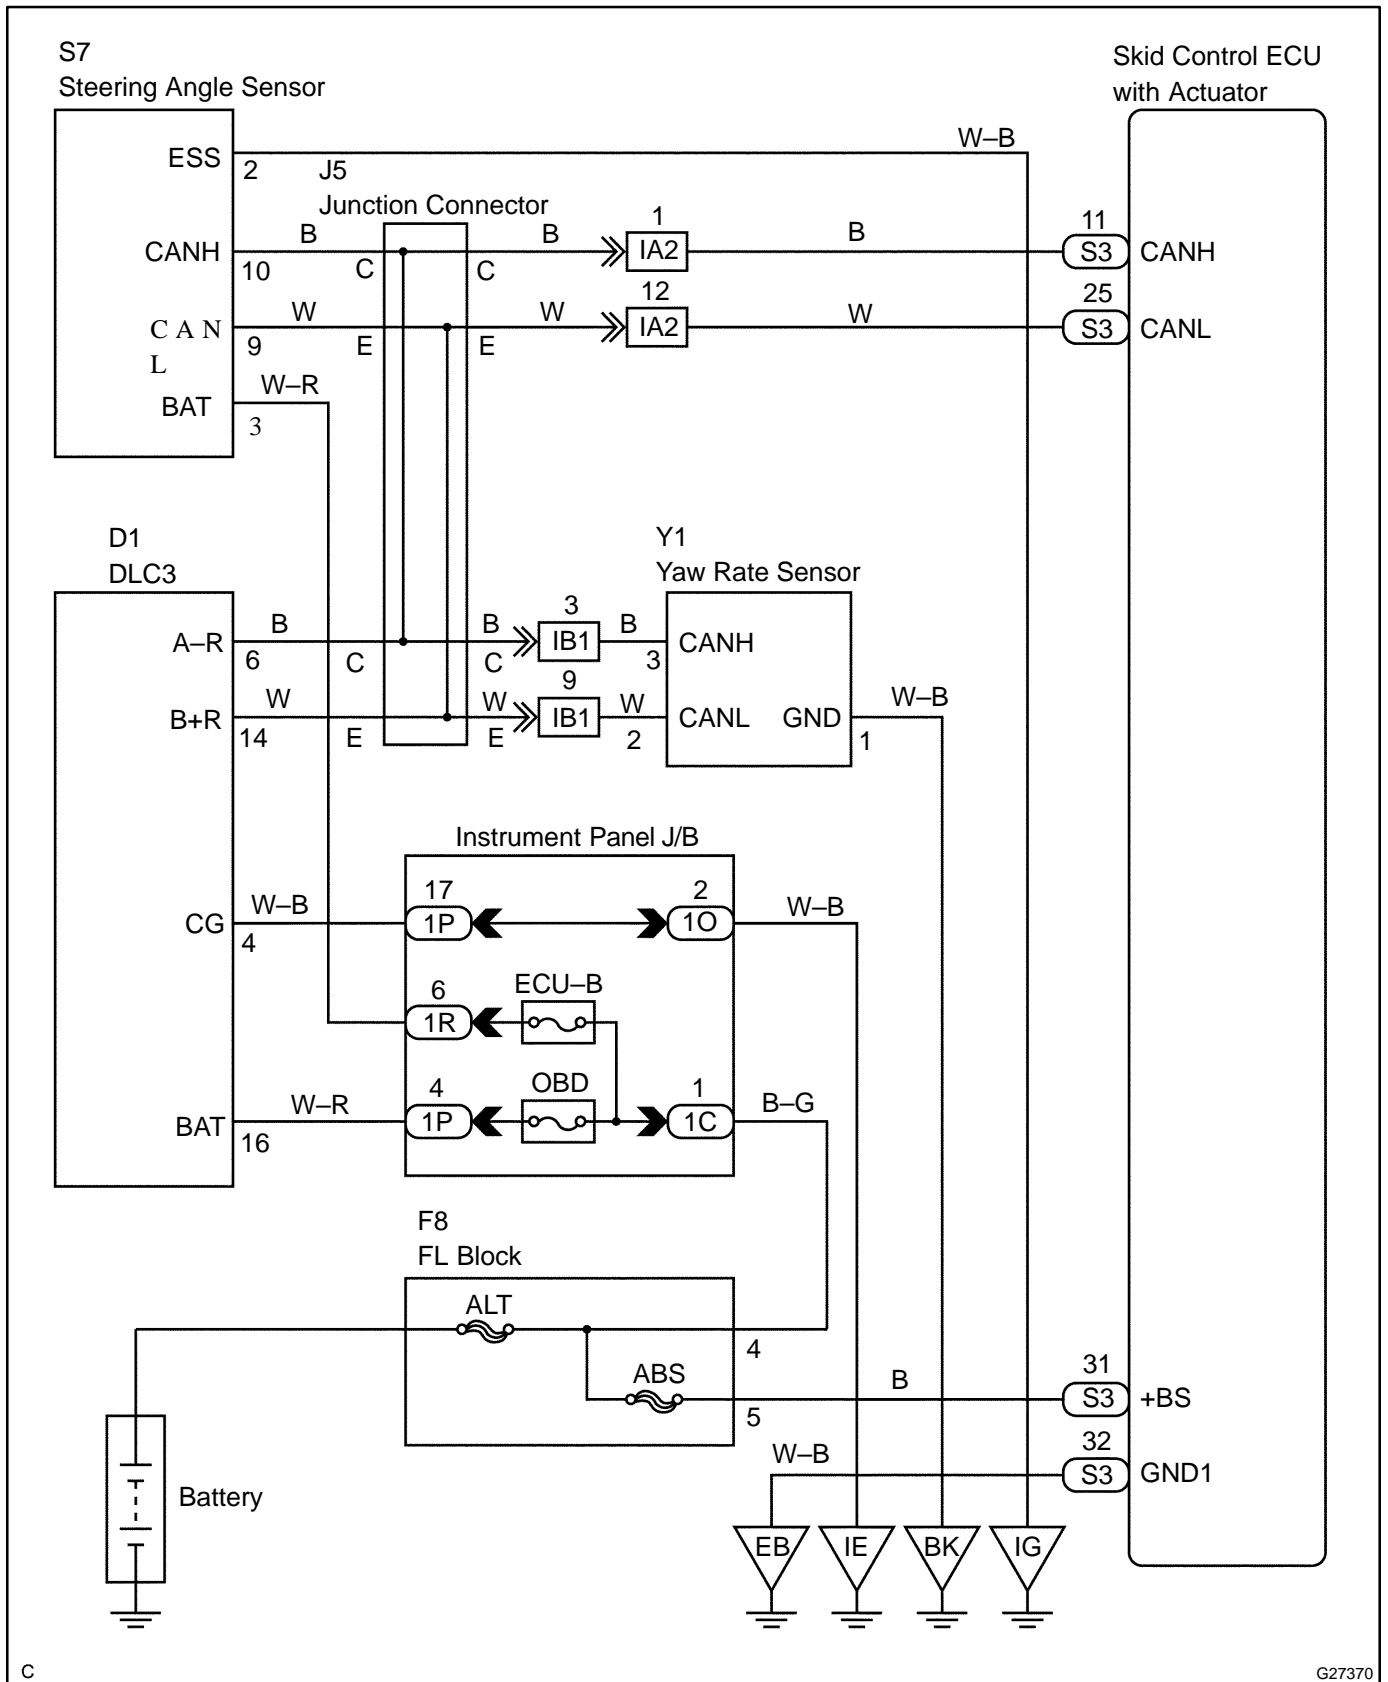 S7
Steering Angle Sensor
Skid Control ECU
with Actuator
ESS
2
W–B
J5
Junction Connector
CANH
10
B
C
C
B
1
IA2
B
11
S3
CANH
C A N
L
9
W
E
E
W
12
IA2
W
25
S3
CANL
BAT
3
W–R
D1
DLC3
Y1
Yaw Rate Sensor
A–R
6
B
C
B
C
3
IB1
B
3
CANH
B+R
14
W
E
W
E
9
IB1
W
2
CANL
GND
1
W–B
Instrument Panel J/B
CG
4
W–B
17
1P
2
1O
W–B
6
1R
ECU–B
BAT
16
W–R
4
1P
OBD
1
1C
B–G
F8
FL Block
ALT
4
ABS
5
B
31
S3
+BS
W–B
32
S3
GND1
Battery
EB
IE
BK
IG
C
G27370